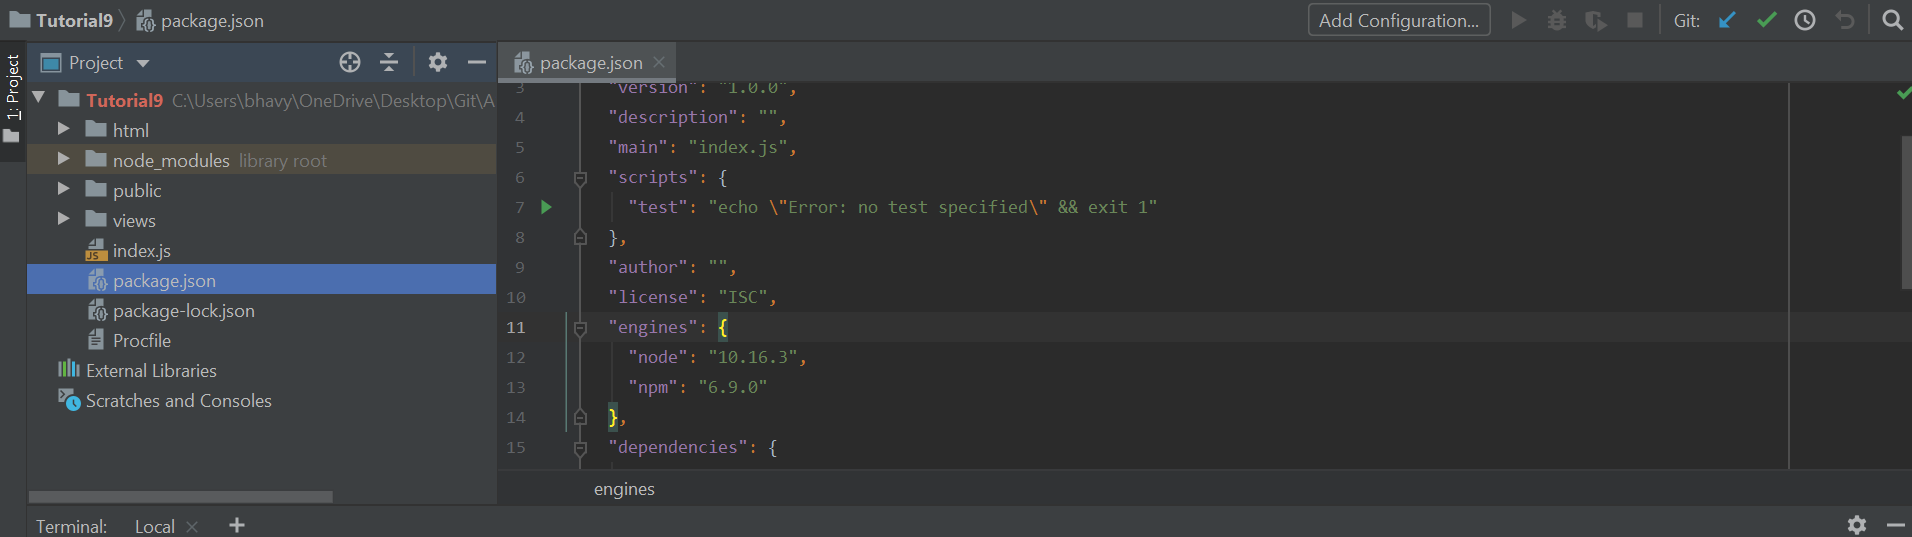 Tutorial9 package.json Add Configuration... Git:
1: Project
Project
Tutorial9 C:\Users\bhavy\OneDrive\Desktop\Git\A
html
node_modules library root
public
views
index.js
package.json
package-lock.json
Procfile
External Libraries
Scratches and Consoles
package.json
3 "version": "1.0.0",
4 "description": "",
5 "main": "index.js",
6 "scripts": {
7 "test": "echo \"Error: no test specified\" && exit 1"
8 },
9 "author": "",
10 "license": "ISC",
11 "engines": {
12 "node": "10.16.3",
13 "npm": "6.9.0"
14 },
15 "dependencies": {
engines
Terminal: Local